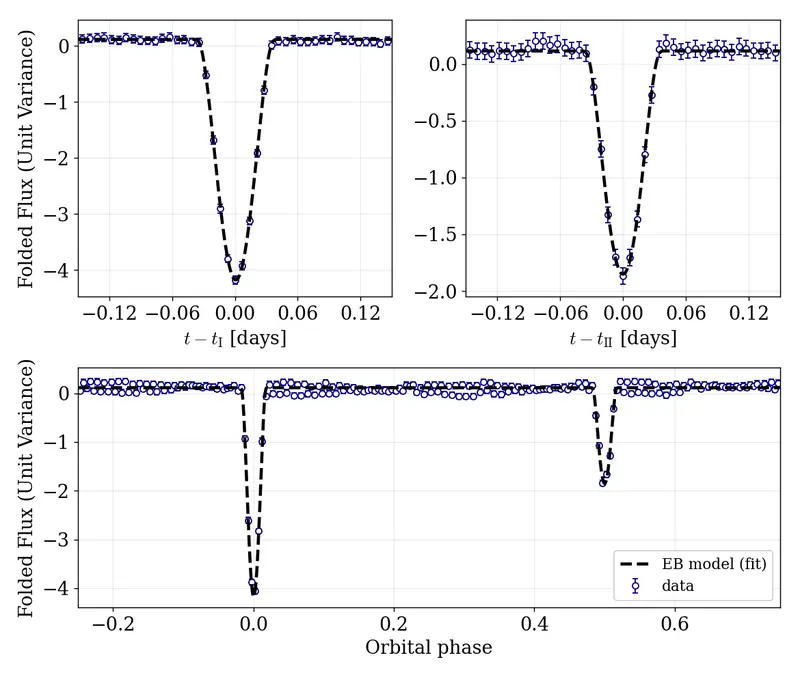 Folded Flux (Unit Variance)
0
−1
−2
−3
−4
−0.12 −0.06 0.00 0.06 0.12
t − tI [days]
0.0
−0.5
−1.0
−1.5
−2.0
−0.12 −0.06 0.00 0.06 0.12
t − tII [days]
Folded Flux (Unit Variance)
0
−1
−2
−3
−4
EB model (fit)
data
−0.2 0.0 0.2 0.4 0.6
Orbital phase